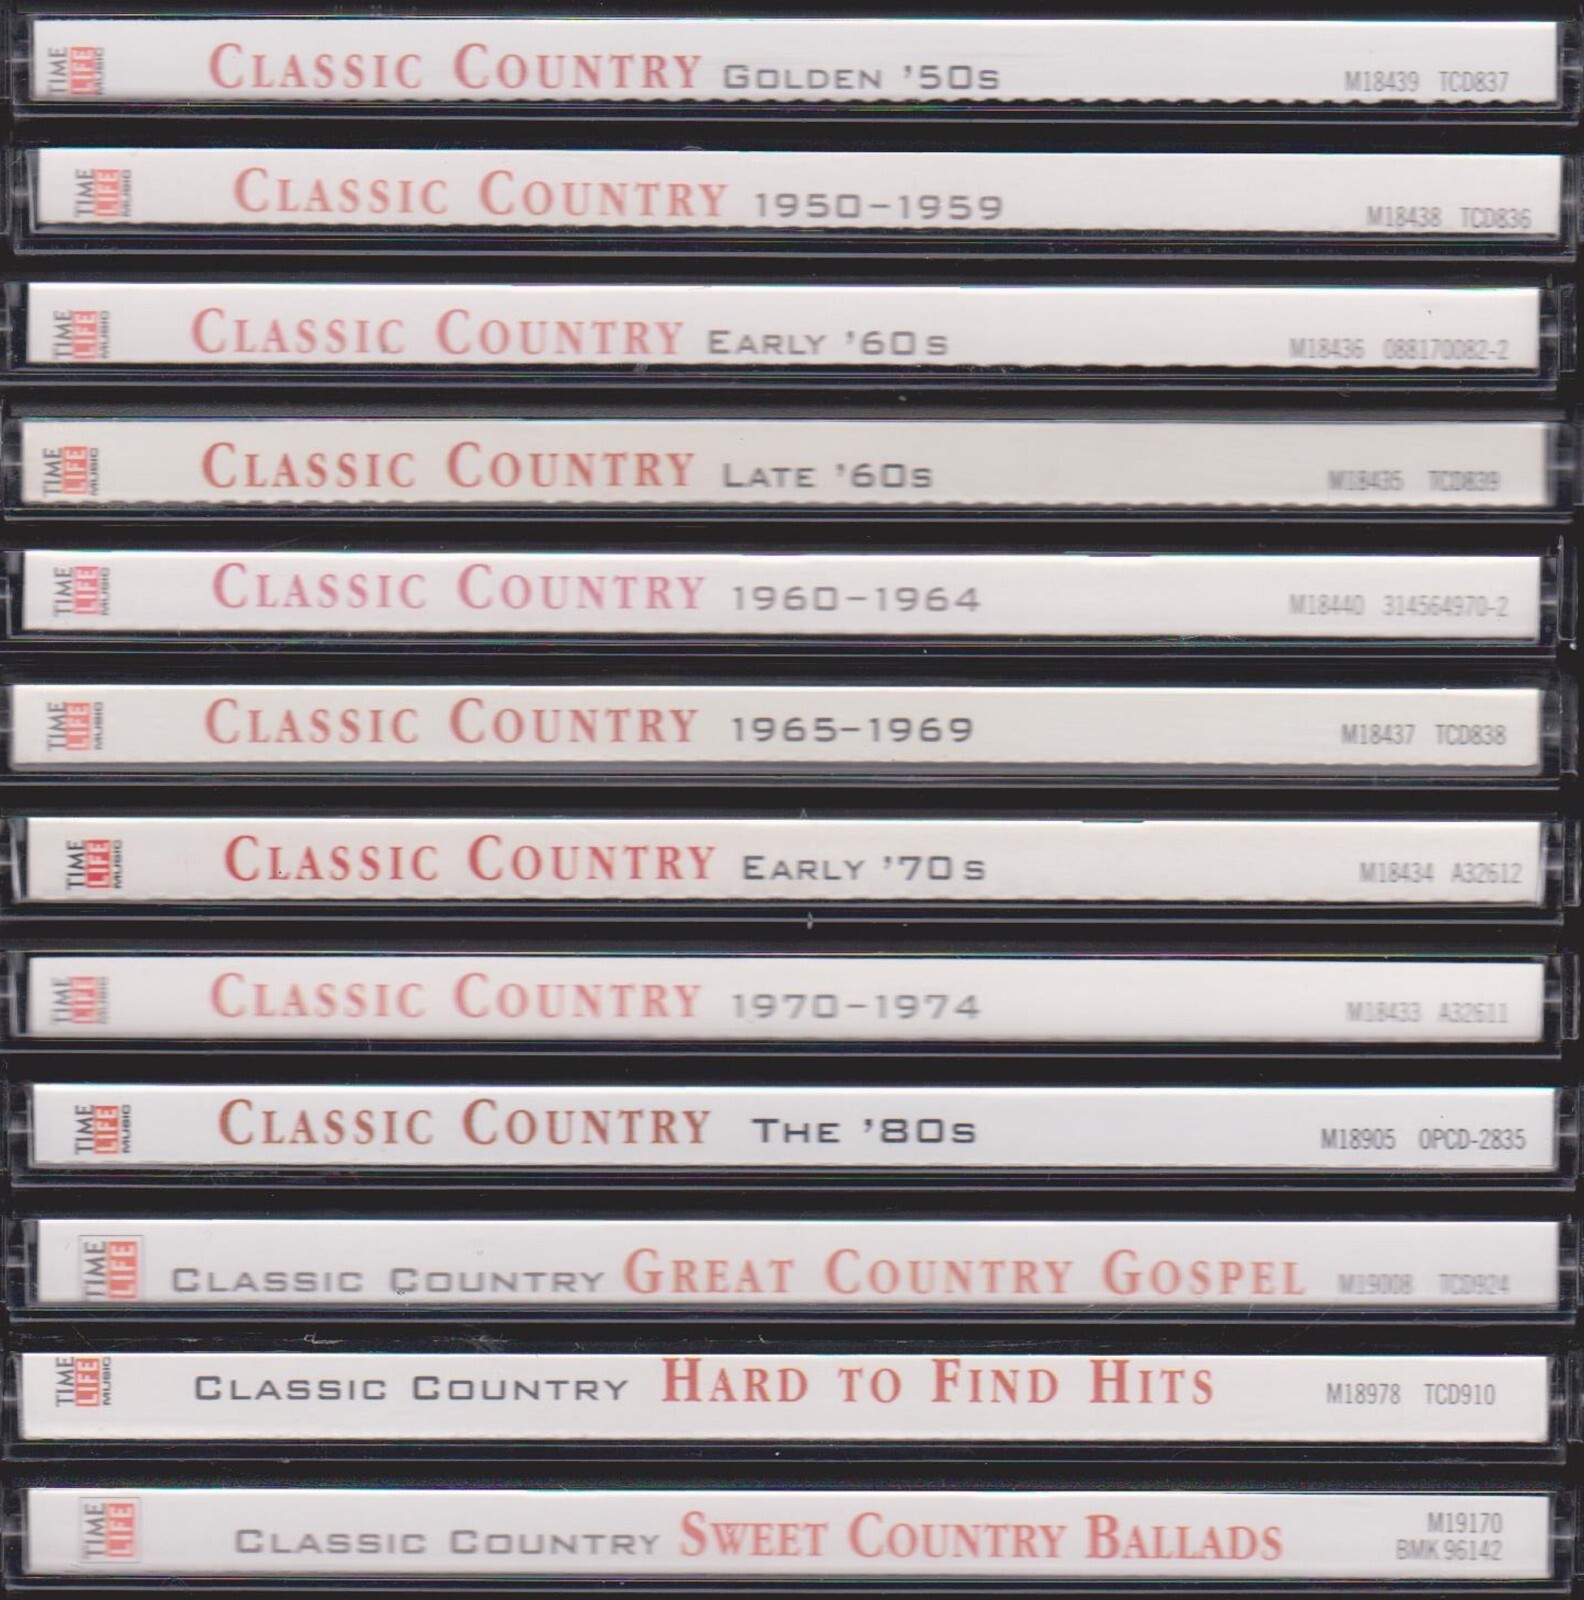 TIME LIFE MUSIC CLASSIC COUNTRY GOLDEN '50s M18439 TCD837
TIME LIFE MUSIC CLASSIC COUNTRY 1950-1959 M18438 TCD836
TIME LIFE MUSIC CLASSIC COUNTRY EARLY '60s M18436 088170082-2
TIME LIFE MUSIC CLASSIC COUNTRY LATE '60s M18435 TCD839
TIME LIFE MUSIC CLASSIC COUNTRY 1960-1964 M18440 314564970-2
TIME LIFE MUSIC CLASSIC COUNTRY 1965-1969 M18437 TCD838
TIME LIFE MUSIC CLASSIC COUNTRY EARLY '70s M18434 A32612
TIME LIFE MUSIC CLASSIC COUNTRY 1970-1974 M18433 A32611
TIME LIFE MUSIC CLASSIC COUNTRY THE '80s M18905 OPCD-2835
TIME LIFE CLASSIC COUNTRY GREAT COUNTRY GOSPEL M19008 TCD924
TIME LIFE MUSIC CLASSIC COUNTRY HARD TO FIND HITS M18978 TCD910
TIME LIFE CLASSIC COUNTRY SWEET COUNTRY BALLADS M19170
BMK 96142